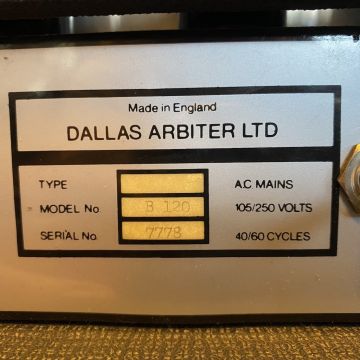 Made in England
DALLAS ARBITER LTD
TYPE A.C MAINS
MODEL No. B 120 105/250 VOLTS
SERIAL No. 7778 40/60 CYCLES